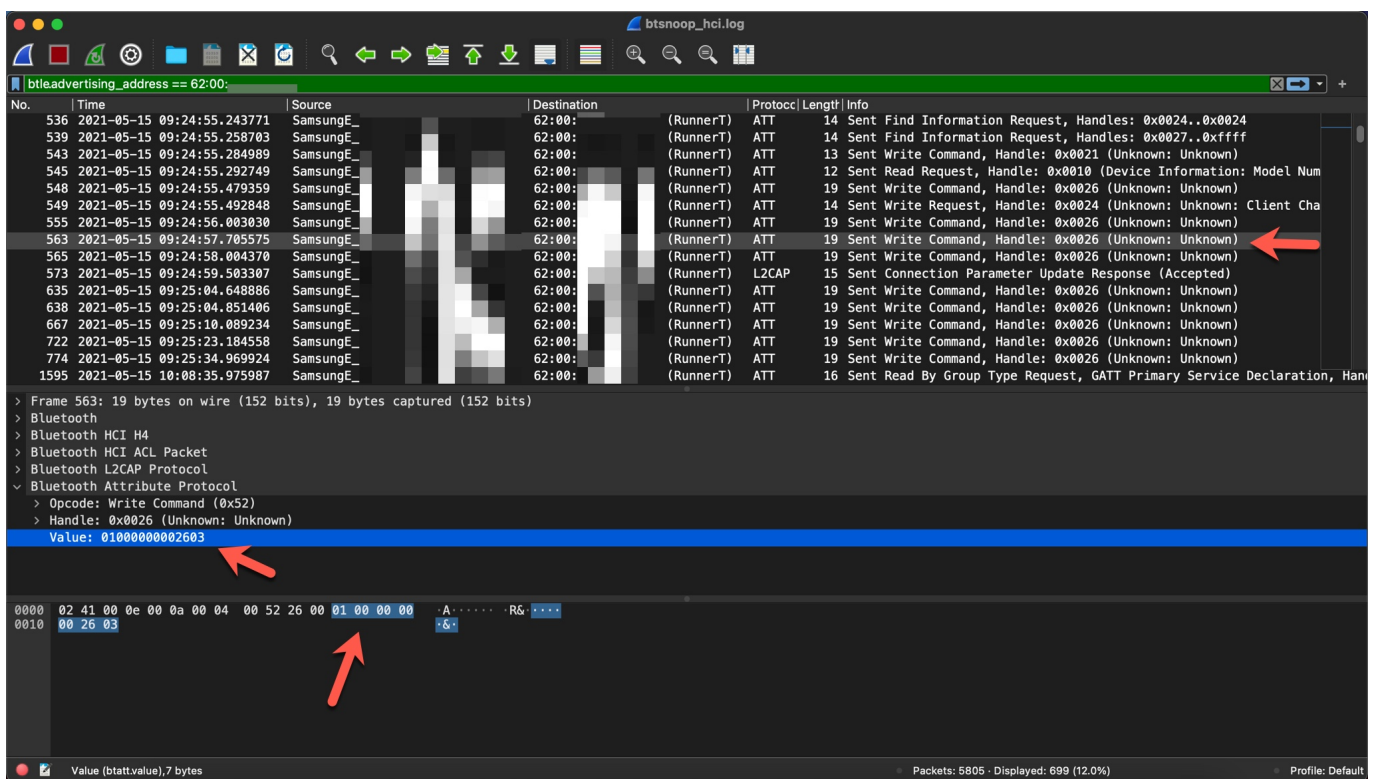 btsnoop_hci.log
btle.advertising_address == 62:00:
No. Time Source Destination Protocc Length Info
536 2021-05-15 09:24:55.243771 SamsungE_ 62:00: (RunnerT) ATT 14 Sent Find Information Request, Handles: 0x0024..0x0024
539 2021-05-15 09:24:55.258703 SamsungE_ 62:00: (RunnerT) ATT 14 Sent Find Information Request, Handles: 0x0027..0xffff
543 2021-05-15 09:24:55.284989 SamsungE_ 62:00: (RunnerT) ATT 13 Sent Write Command, Handle: 0x0021 (Unknown: Unknown)
545 2021-05-15 09:24:55.292749 SamsungE_ 62:00: (RunnerT) ATT 12 Sent Read Request, Handle: 0x0010 (Device Information: Model Num
548 2021-05-15 09:24:55.479359 SamsungE_ 62:00: (RunnerT) ATT 19 Sent Write Command, Handle: 0x0026 (Unknown: Unknown)
549 2021-05-15 09:24:55.492848 SamsungE_ 62:00: (RunnerT) ATT 14 Sent Write Request, Handle: 0x0024 (Unknown: Unknown: Client Cha
555 2021-05-15 09:24:56.003030 SamsungE_ 62:00: (RunnerT) ATT 19 Sent Write Command, Handle: 0x0026 (Unknown: Unknown)
563 2021-05-15 09:24:57.705575 SamsungE_ 62:00: (RunnerT) ATT 19 Sent Write Command, Handle: 0x0026 (Unknown: Unknown)
565 2021-05-15 09:24:58.004370 SamsungE_ 62:00: (RunnerT) ATT 19 Sent Write Command, Handle: 0x0026 (Unknown: Unknown)
573 2021-05-15 09:24:59.503307 SamsungE_ 62:00: (RunnerT) L2CAP 15 Sent Connection Parameter Update Response (Accepted)
635 2021-05-15 09:25:04.648886 SamsungE_ 62:00: (RunnerT) ATT 19 Sent Write Command, Handle: 0x0026 (Unknown: Unknown)
638 2021-05-15 09:25:04.851406 SamsungE_ 62:00: (RunnerT) ATT 19 Sent Write Command, Handle: 0x0026 (Unknown: Unknown)
667 2021-05-15 09:25:10.089234 SamsungE_ 62:00: (RunnerT) ATT 19 Sent Write Command, Handle: 0x0026 (Unknown: Unknown)
722 2021-05-15 09:25:23.184558 SamsungE_ 62:00: (RunnerT) ATT 19 Sent Write Command, Handle: 0x0026 (Unknown: Unknown)
774 2021-05-15 09:25:34.969924 SamsungE_ 62:00: (RunnerT) ATT 19 Sent Write Command, Handle: 0x0026 (Unknown: Unknown)
1595 2021-05-15 10:08:35.975987 SamsungE_ 62:00: (RunnerT) ATT 16 Sent Read By Group Type Request, GATT Primary Service Declaration, Han
> Frame 563: 19 bytes on wire (152 bits), 19 bytes captured (152 bits)
> Bluetooth
> Bluetooth HCI H4
> Bluetooth HCI ACL Packet
> Bluetooth L2CAP Protocol
Bluetooth Attribute Protocol
> Opcode: Write Command (0x52)
> Handle: 0x0026 (Unknown: Unknown)
Value: 01000000002603
0000 02 41 00 0e 00 0a 00 04 00 52 26 00 01 00 00 00 ·A······ ·R&·····
0010 00 26 03 ·&·
Value (btatt.value), 7 bytes Packets: 5805 · Displayed: 699 (12.0%) Profile: Default